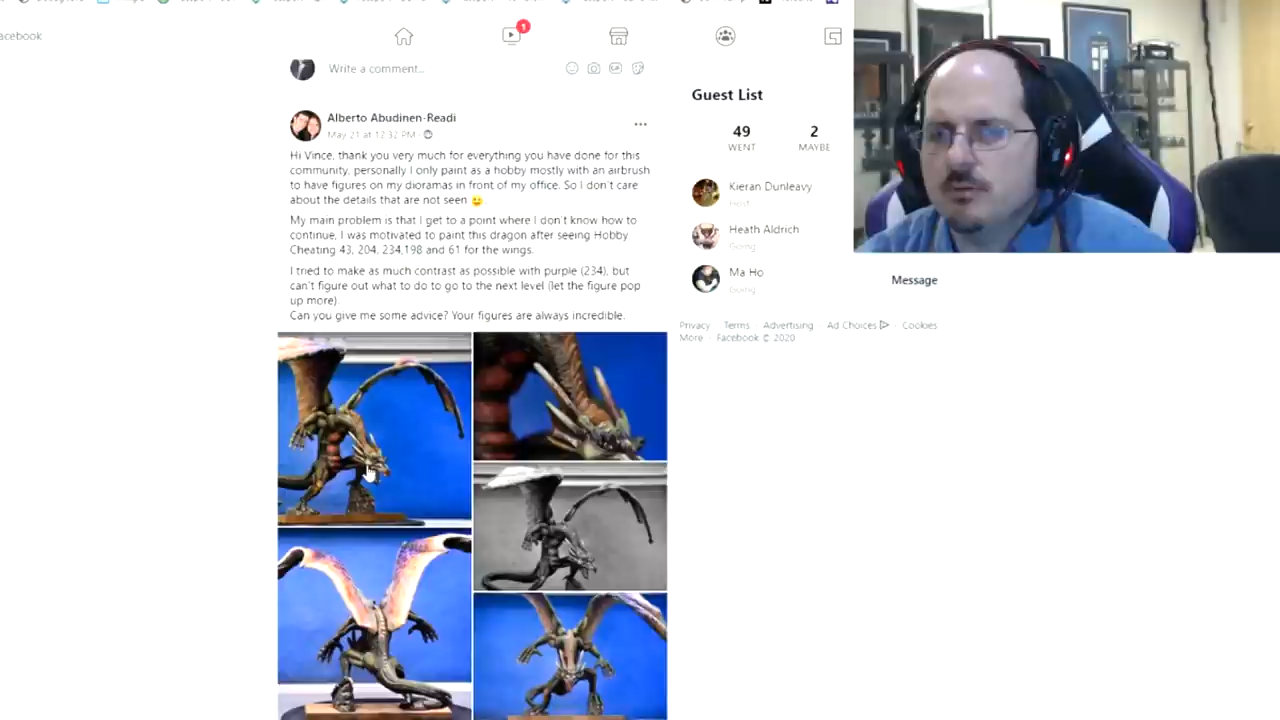 acebook
1
Write a comment...
GIF
Guest List
49
2
WENT
MAYBE
Alberto Abudinen-Readi
May 21 at 12:32 PM ·
Hi Vince, thank you very much for everything you have done for this
community, personally I only paint as a hobby mostly with an airbrush
to have figures on my dioramas in front of my office. So I don't care
about the details that are not seen
My main problem is that I get to a point where I don't know how to
continue, I was motivated to paint this dragon after seeing Hobby
Cheating 43, 204, 234,198 and 61 for the wings.
I tried to make as much contrast as possible with purple (234), but
can't figure out what to do to go to the next level (let the figure pop
up more).
Can you give me some advice? Your figures are always incredible.
Kieran Dunleavy
Host
Heath Aldrich
Going
Ma Ho
Going
Message
Privacy · Terms · Advertising · Ad Choices · Cookies
More · Facebook © 2020